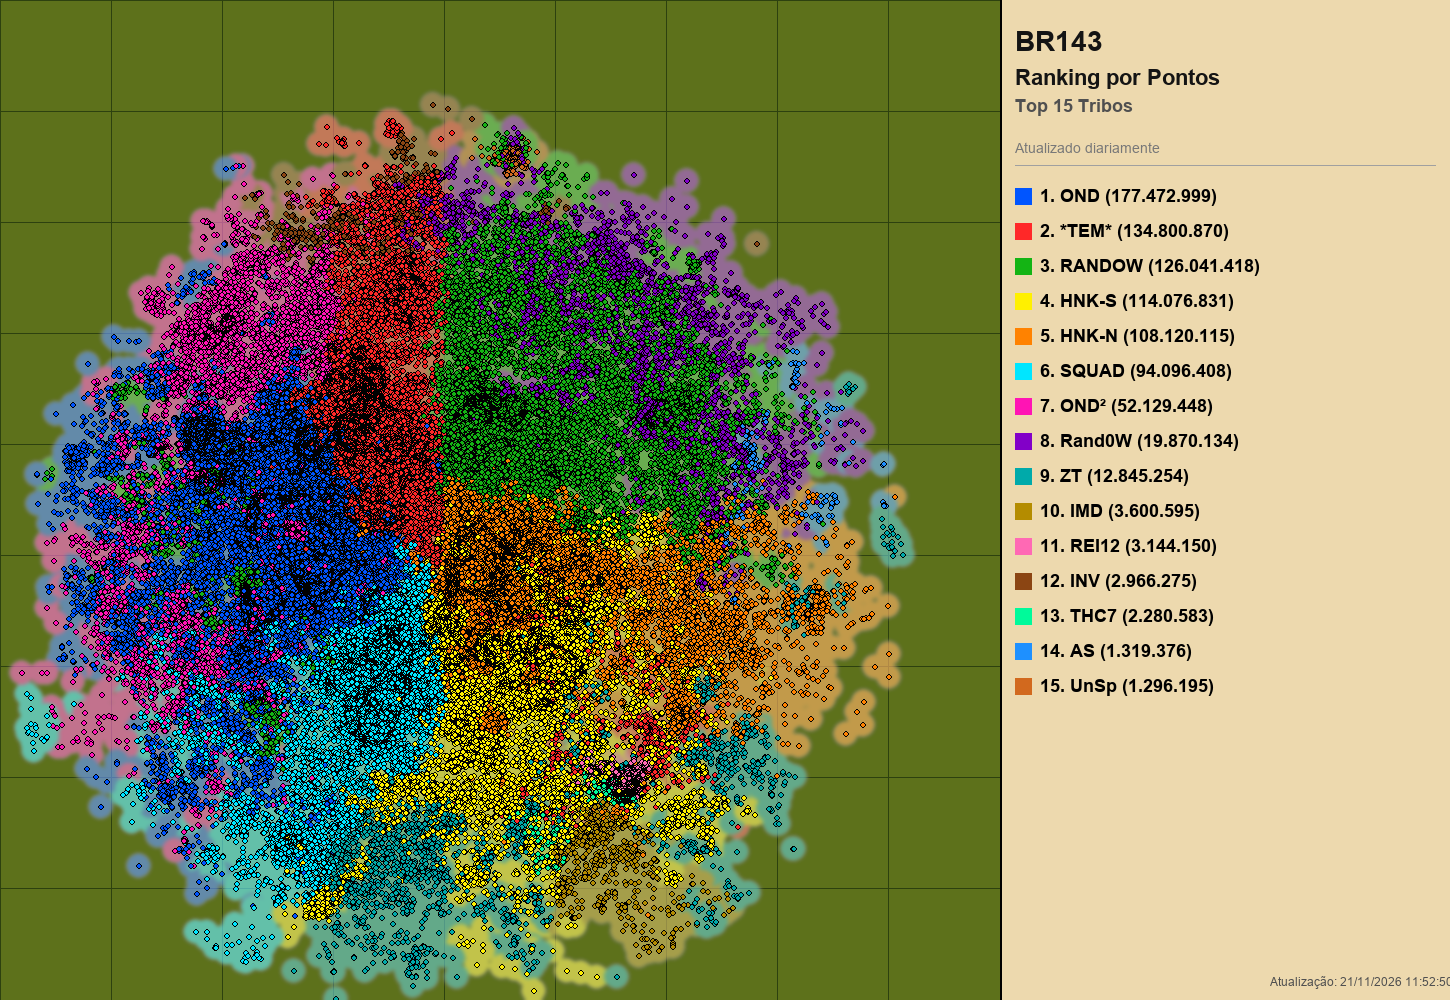 BR143
Ranking por Pontos
Top 15 Tribos
Atualizado diariamente
1. OND (177.472.999)
2. *TEM* (134.800.870)
3. RANDOW (126.041.418)
4. HNK-S (114.076.831)
5. HNK-N (108.120.115)
6. SQUAD (94.096.408)
7. OND² (52.129.448)
8. Rand0W (19.870.134)
9. ZT (12.845.254)
10. IMD (3.600.595)
11. REI12 (3.144.150)
12. INV (2.966.275)
13. THC7 (2.280.583)
14. AS (1.319.376)
15. UnSp (1.296.195)
Atualização: 21/11/2026 11:52:50